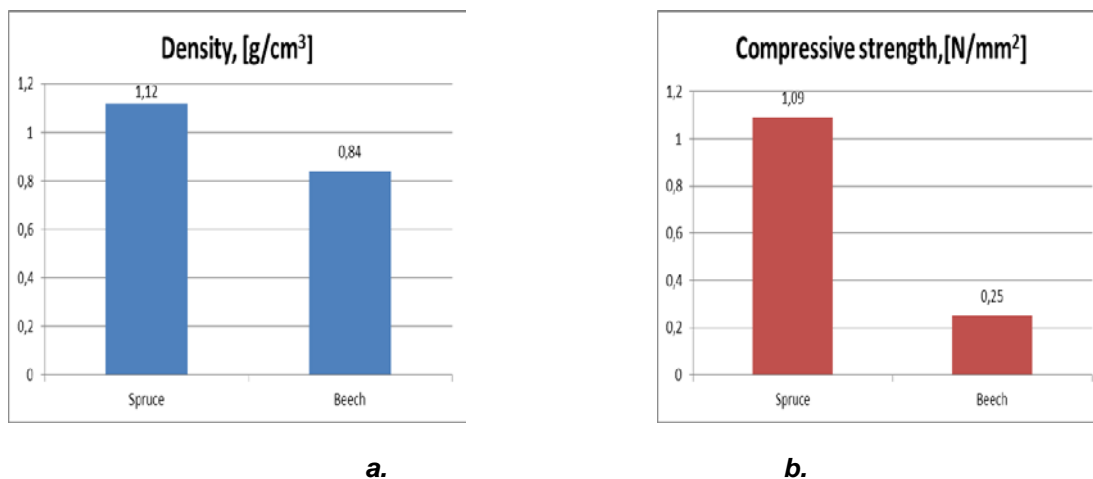 Density, [g/cm³]
1,2
1
0,8
0,6
0,4
0,2
0
1,12
0,84
Spruce
Beech
a.
Compressive strength,[N/mm²]
1,2
1
0,8
0,6
0,4
0,2
0
1,09
0,25
Spruce
Beech
b.